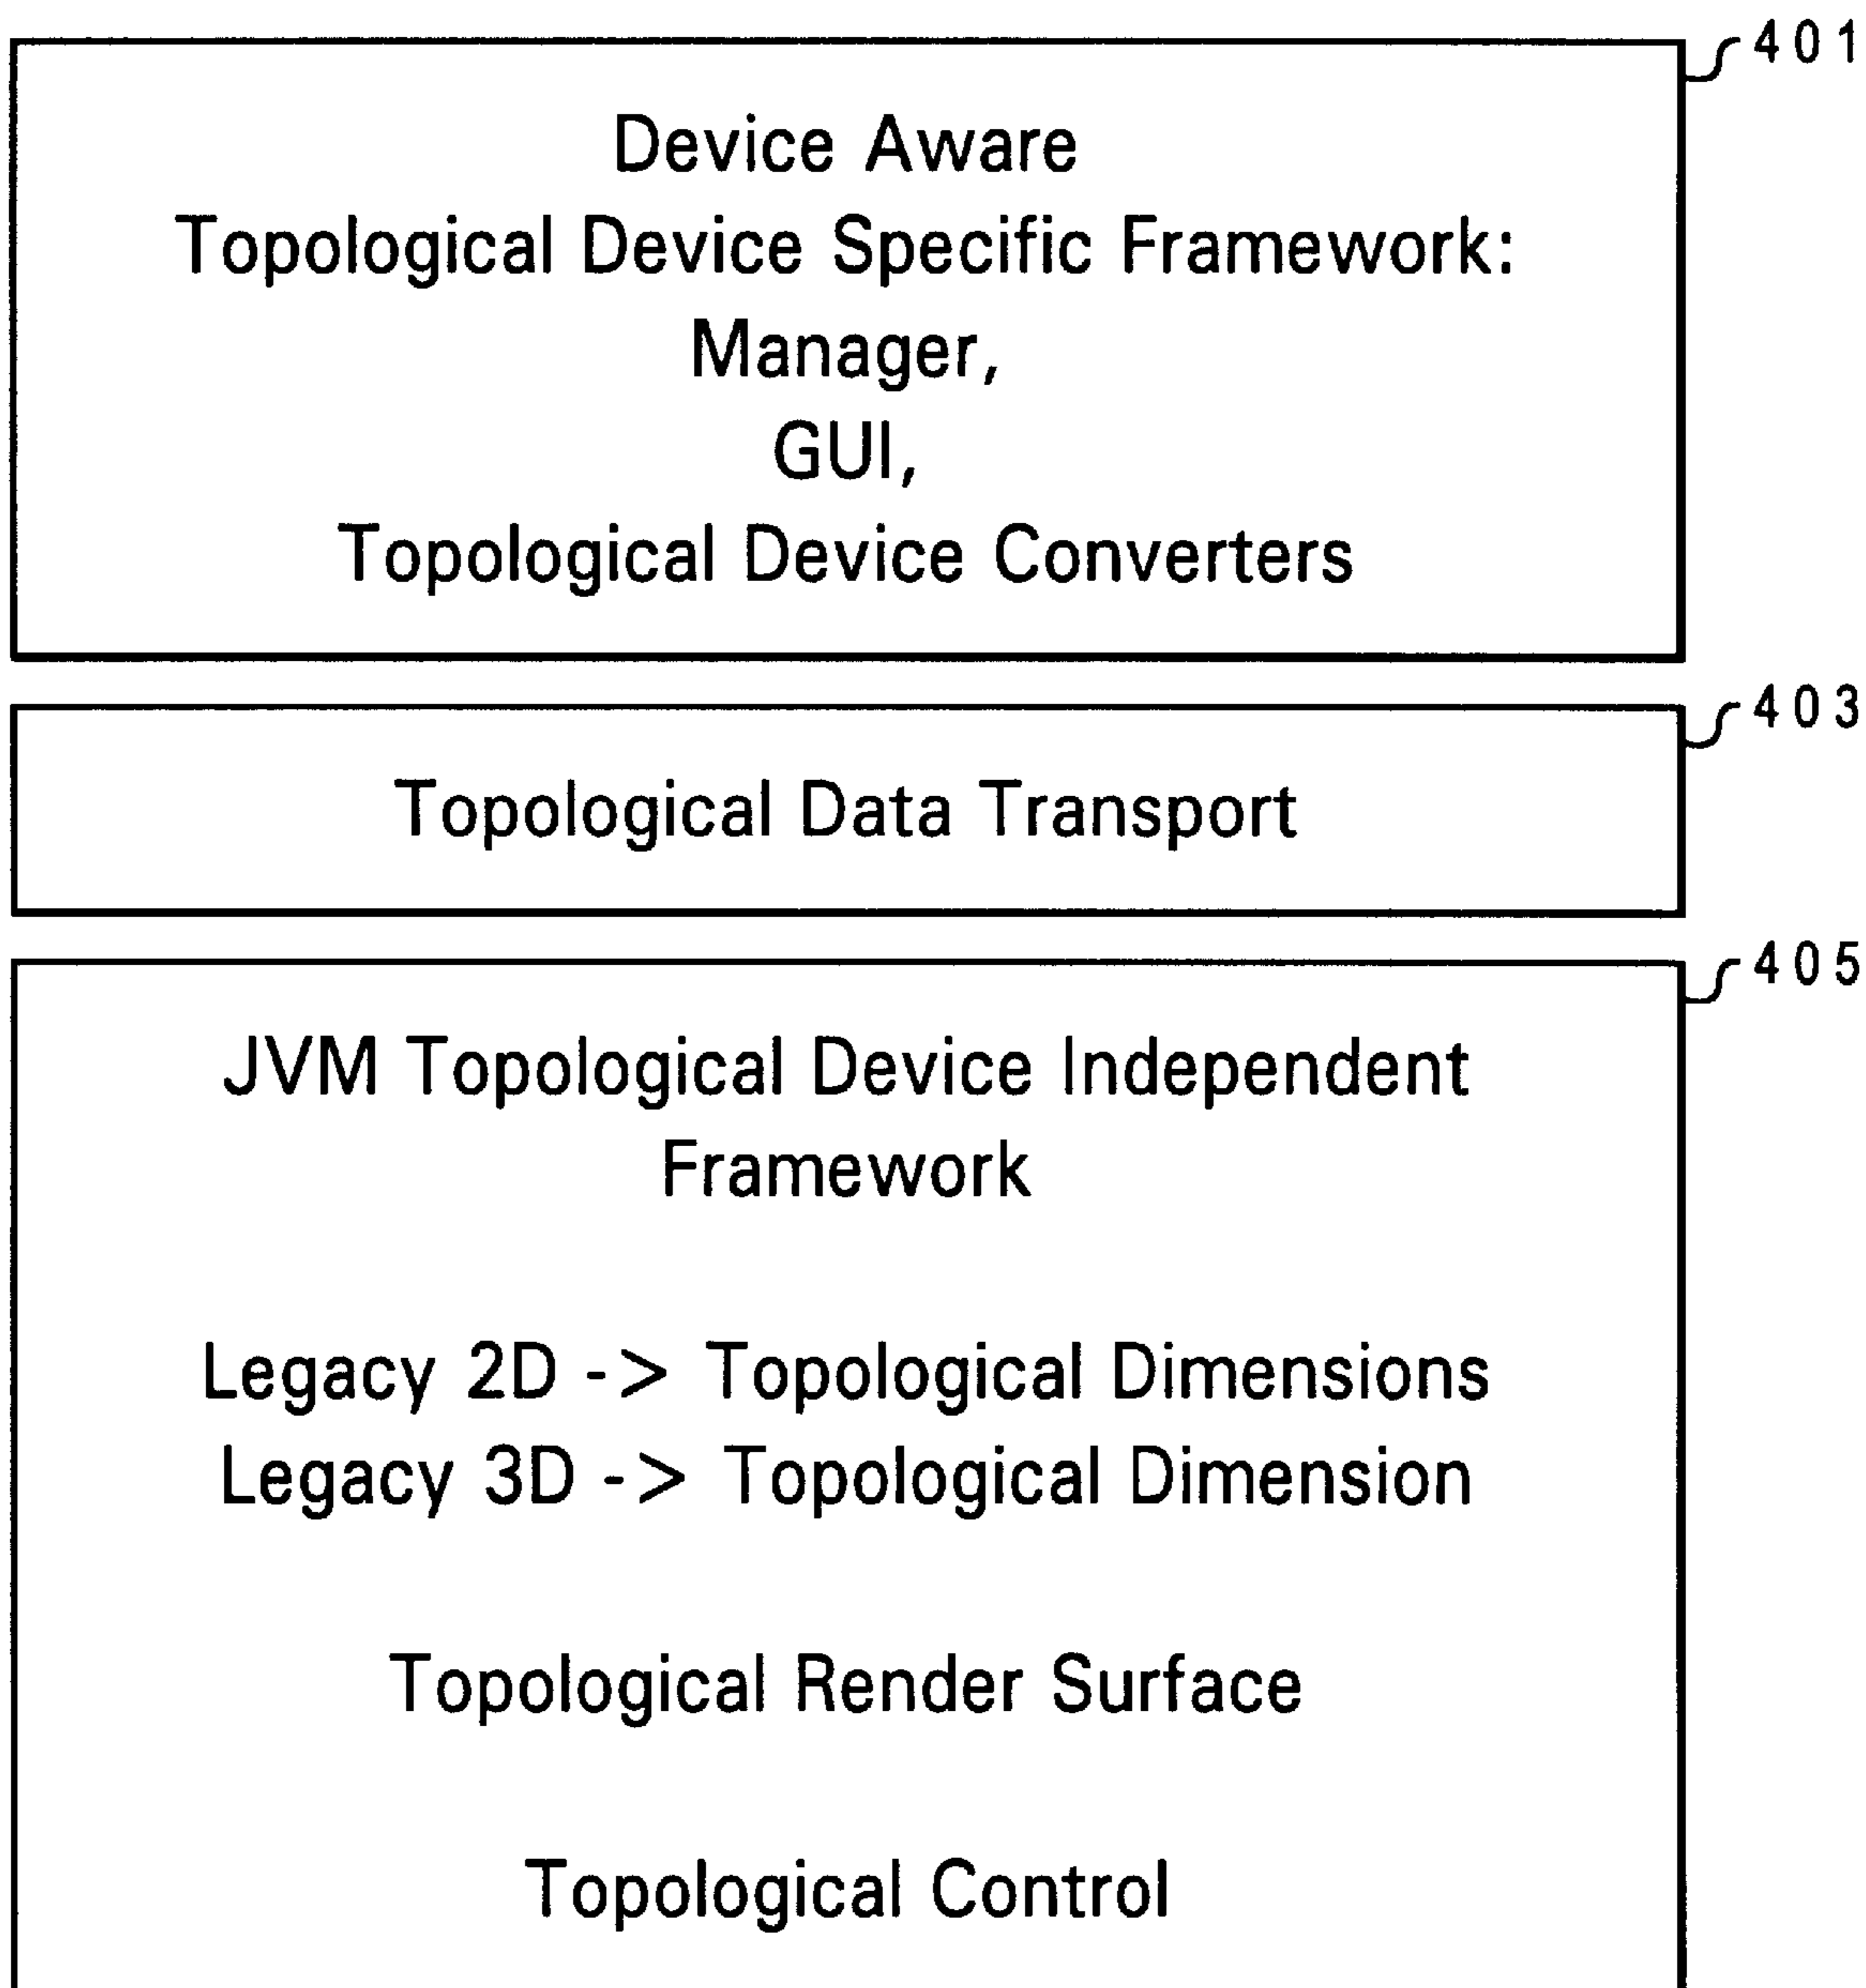 401
Device Aware
Topological Device Specific Framework:
Manager,
GUI,
Topological Device Converters
403
Topological Data Transport
405
JVM Topological Device Independent
Framework
Legacy 2D -> Topological Dimensions
Legacy 3D -> Topological Dimension
Topological Render Surface
Topological Control